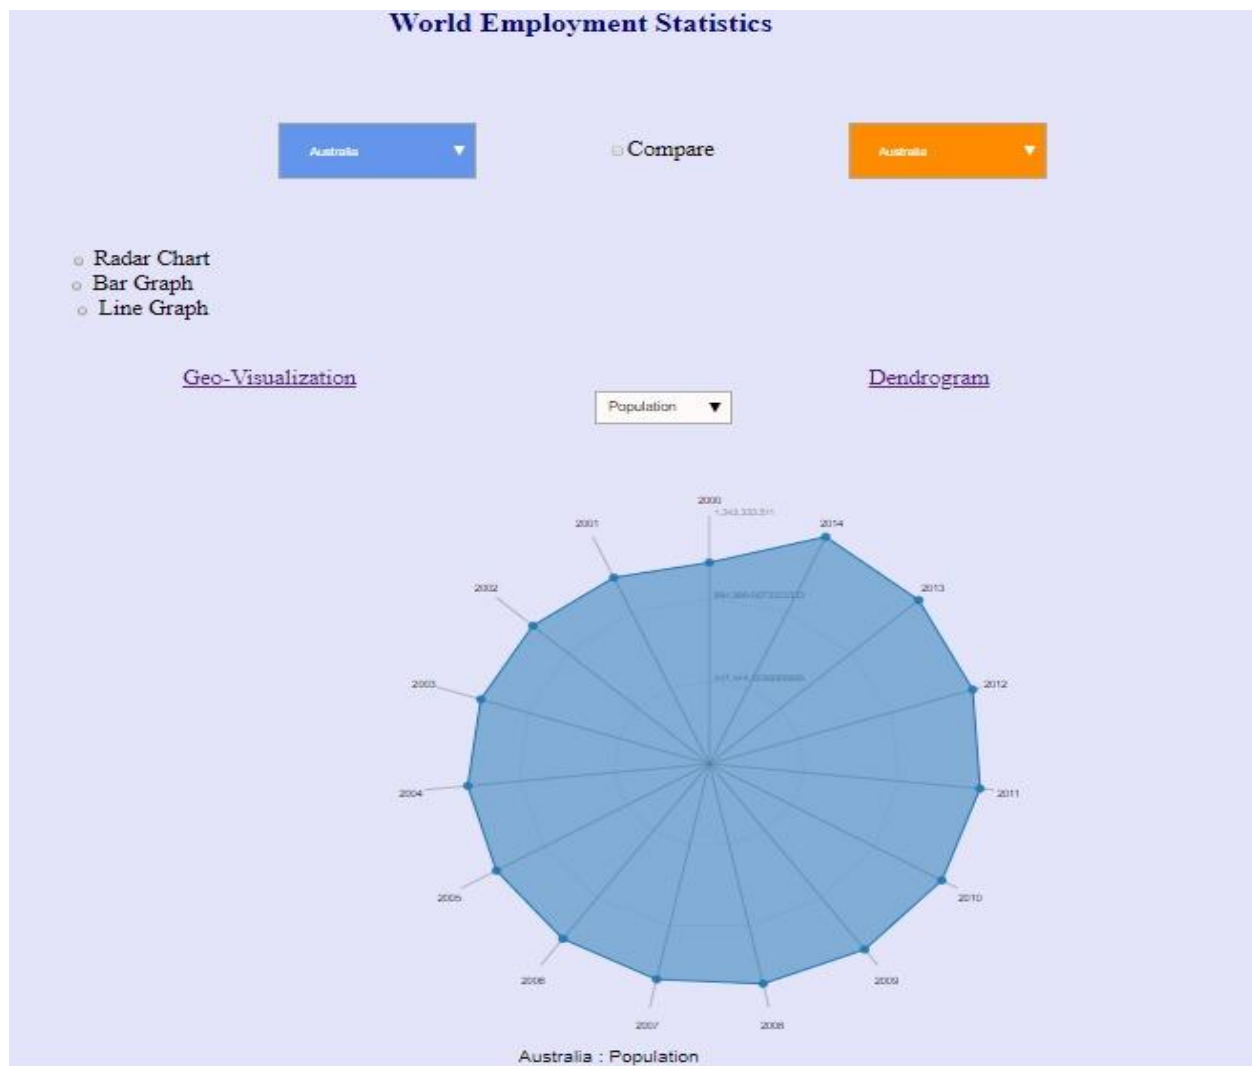 World Employment Statistics
Australia ▼
Compare
Australia ▼
Radar Chart
Bar Graph
Line Graph
Geo-Visualization
Dendrogram
Population ▼
2000
2001
2014
2002
2013
2003
2012
2004
2011
2005
2010
2006
2009
2007
2008
Australia : Population